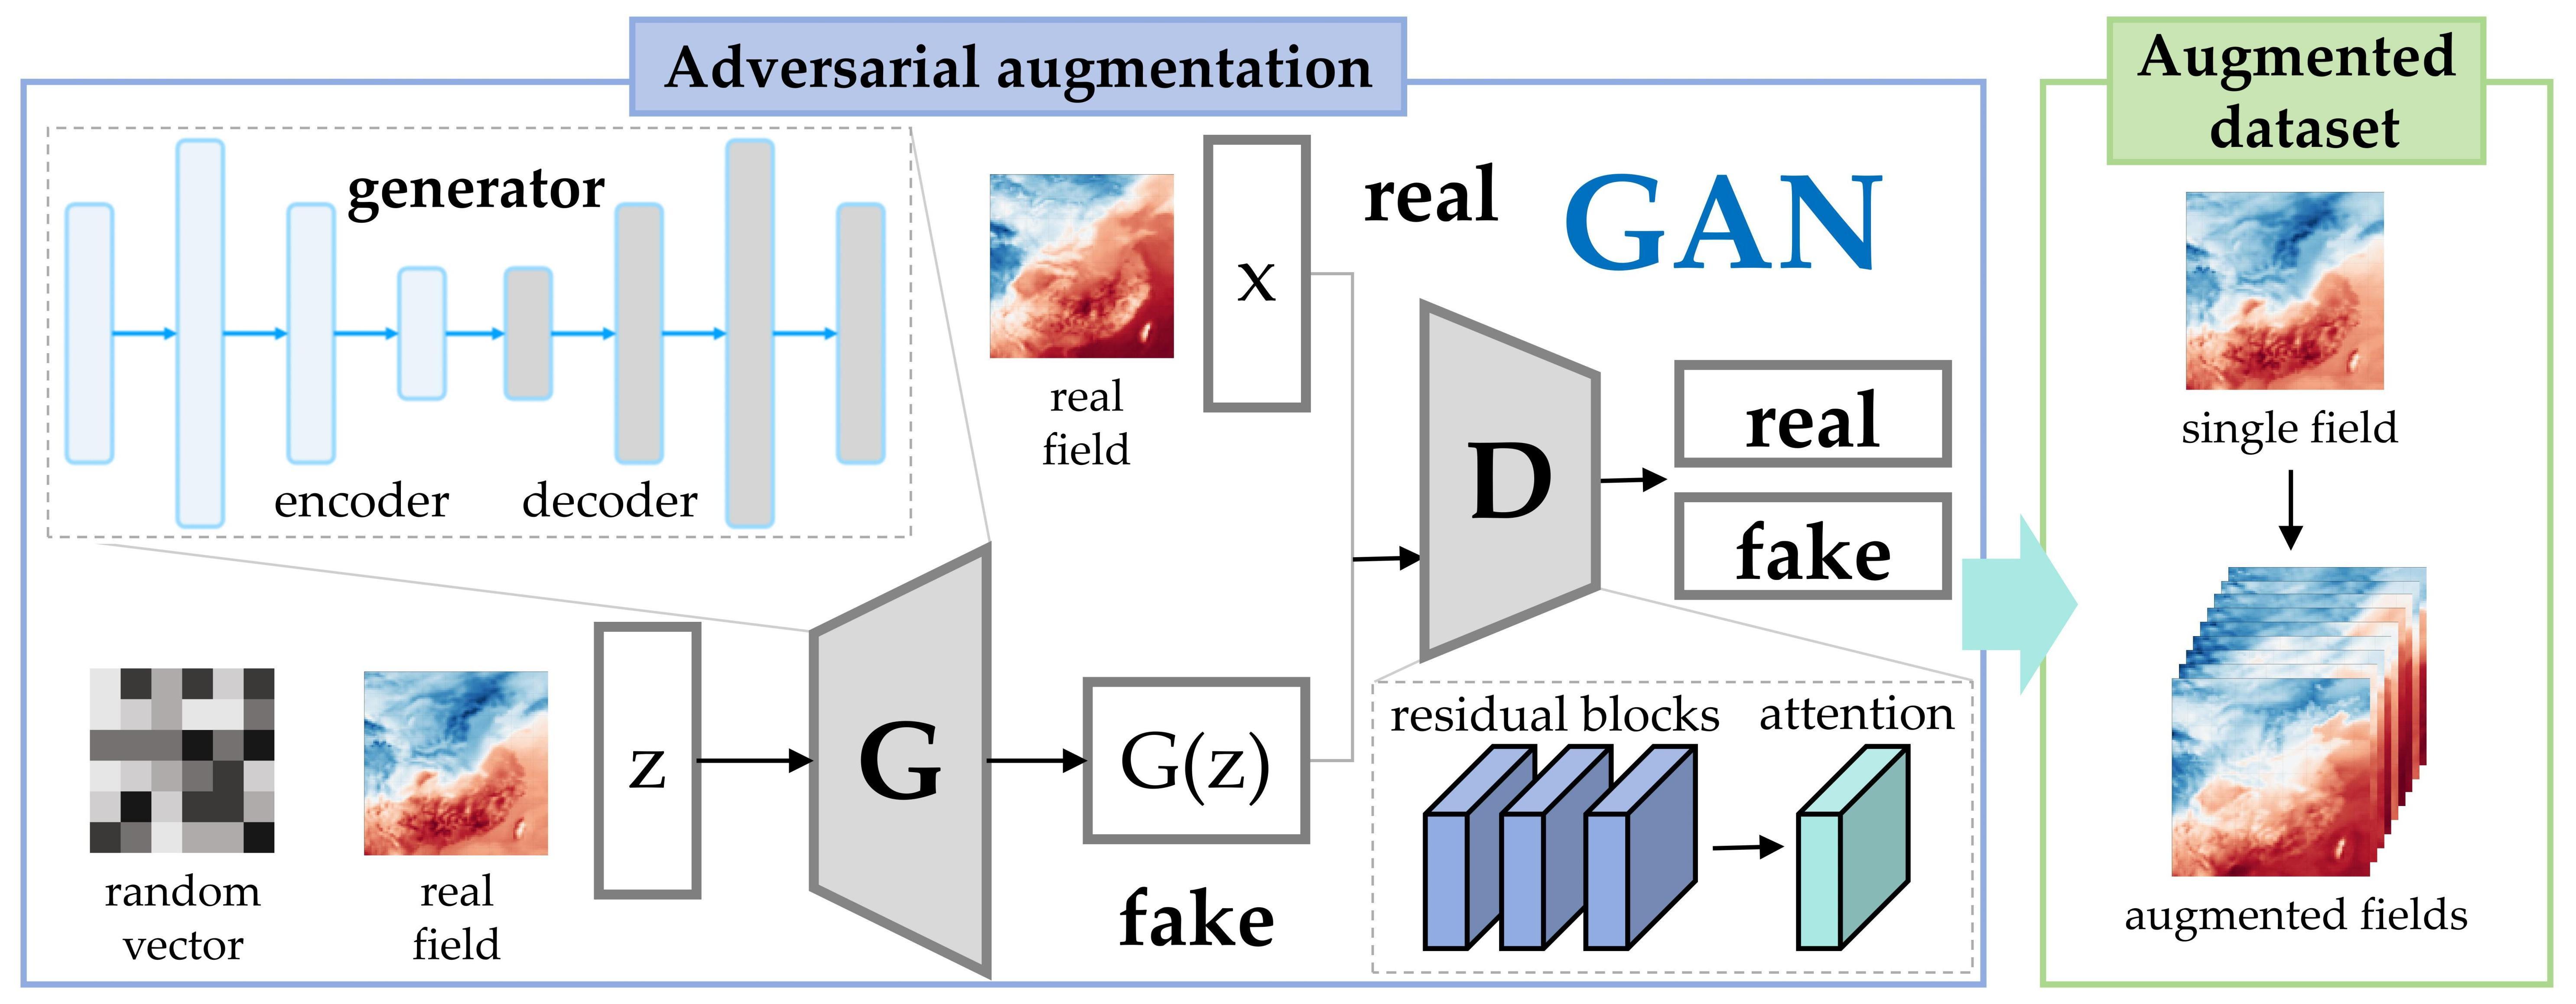 Adversarial augmentation
generator
encoder
decoder
real
field
x
real
GAN
D
real
fake
random
vector
real
field
z
G
G(z)
fake
residual blocks
attention
Augmented
dataset
single field
augmented fields